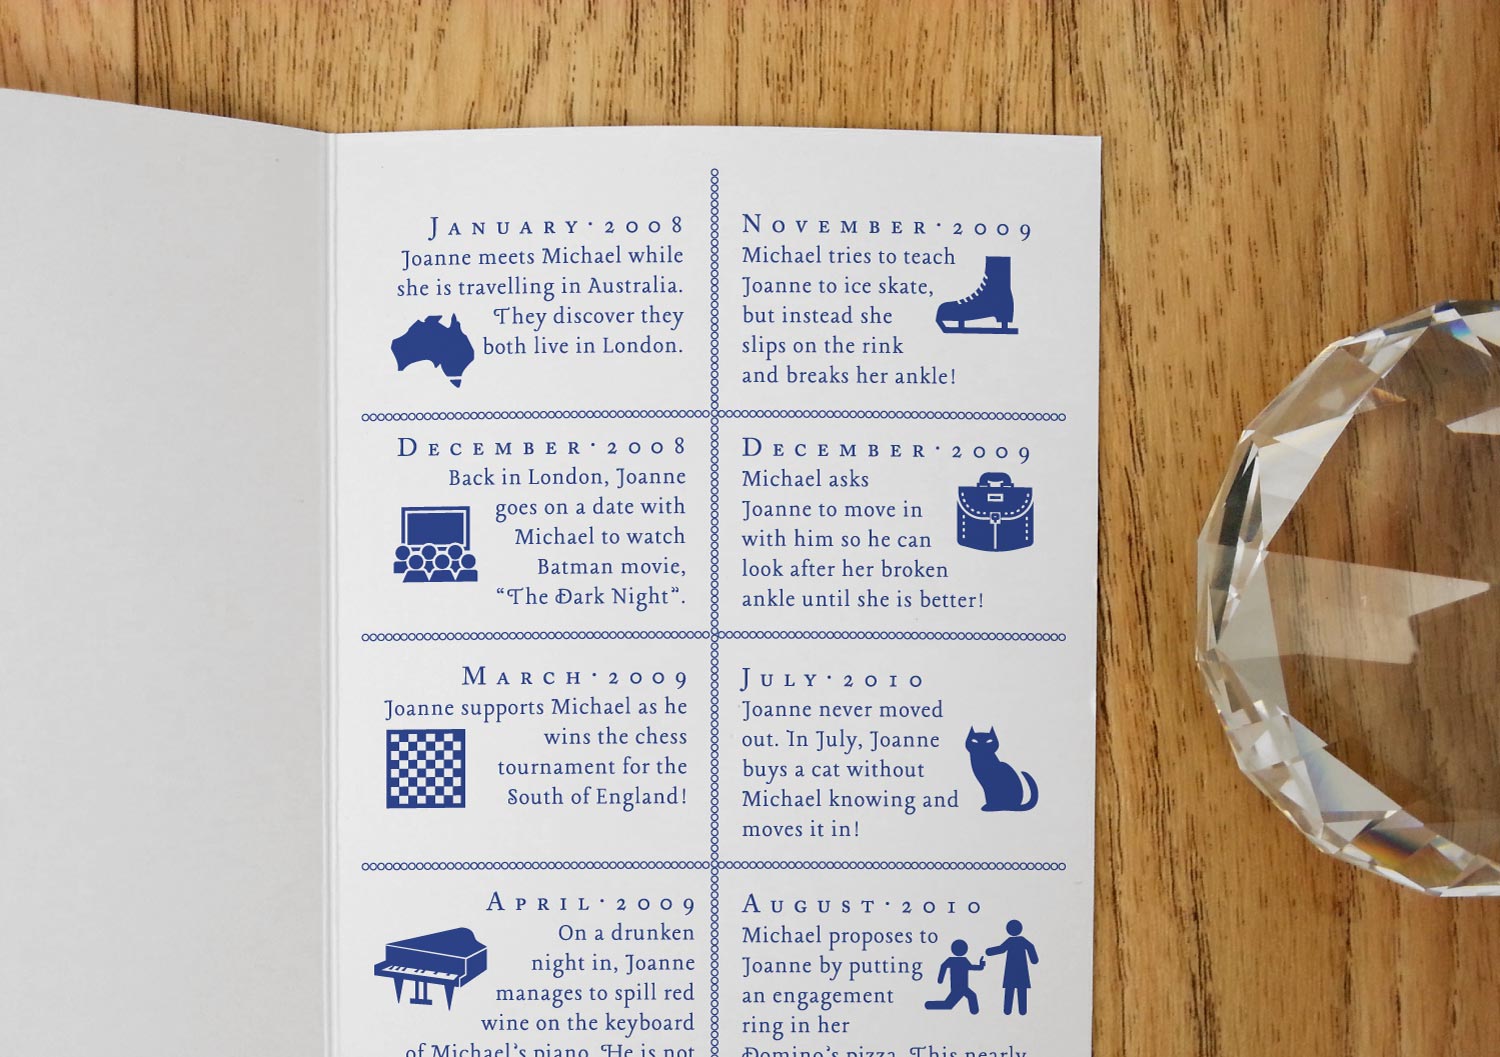 January·2008
Joanne meets Michael while
she is travelling in Australia.
They discover they
both live in London.
December·2008
Back in London, Joanne
goes on a date with
Michael to watch
Batman movie,
“The Dark Night”.
March·2009
Joanne supports Michael as he
wins the chess
tournament for the
South of England!
April·2009
On a drunken
night in, Joanne
manages to spill red
wine on the keyboard
of Michael's piano. He is not
November·2009
Michael tries to teach
Joanne to ice skate,
but instead she
slips on the rink
and breaks her ankle!
December·2009
Michael asks
Joanne to move in
with him so he can
look after her broken
ankle until she is better!
July·2010
Joanne never moved
out. In July, Joanne
buys a cat without
Michael knowing and
moves it in!
August·2010
Michael proposes to
Joanne by putting
an engagement
ring in her
Domino's pizza. This nearly